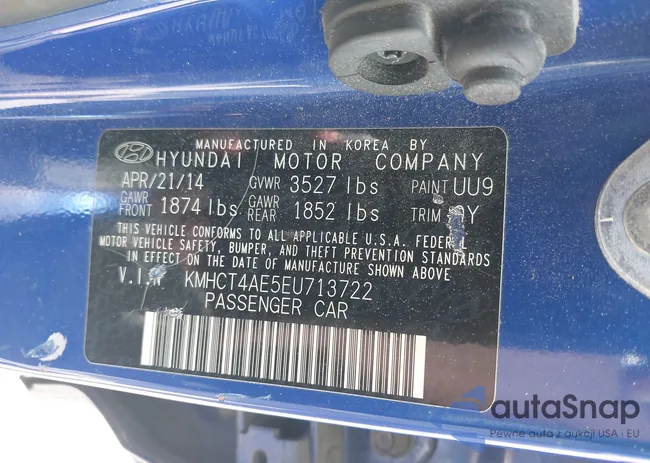 MANUFACTURED IN KOREA BY
HYUNDAI MOTOR COMPANY
APR/21/14 GVWR 3527 lbs PAINT UU9
GAWR FRONT 1874 lbs GAWR REAR 1852 lbs TRIM
THIS VEHICLE CONFORMS TO ALL APPLICABLE U.S.A. FEDERAL
MOTOR VEHICLE SAFETY, BUMPER, AND THEFT PREVENTION STANDARDS
IN EFFECT ON THE DATE OF MANUFACTURE SHOWN ABOVE
V.I.N KMHCT4AE5EU713722
PASSENGER CAR
autaSnap
Pewne auta z aukcji USA i EU